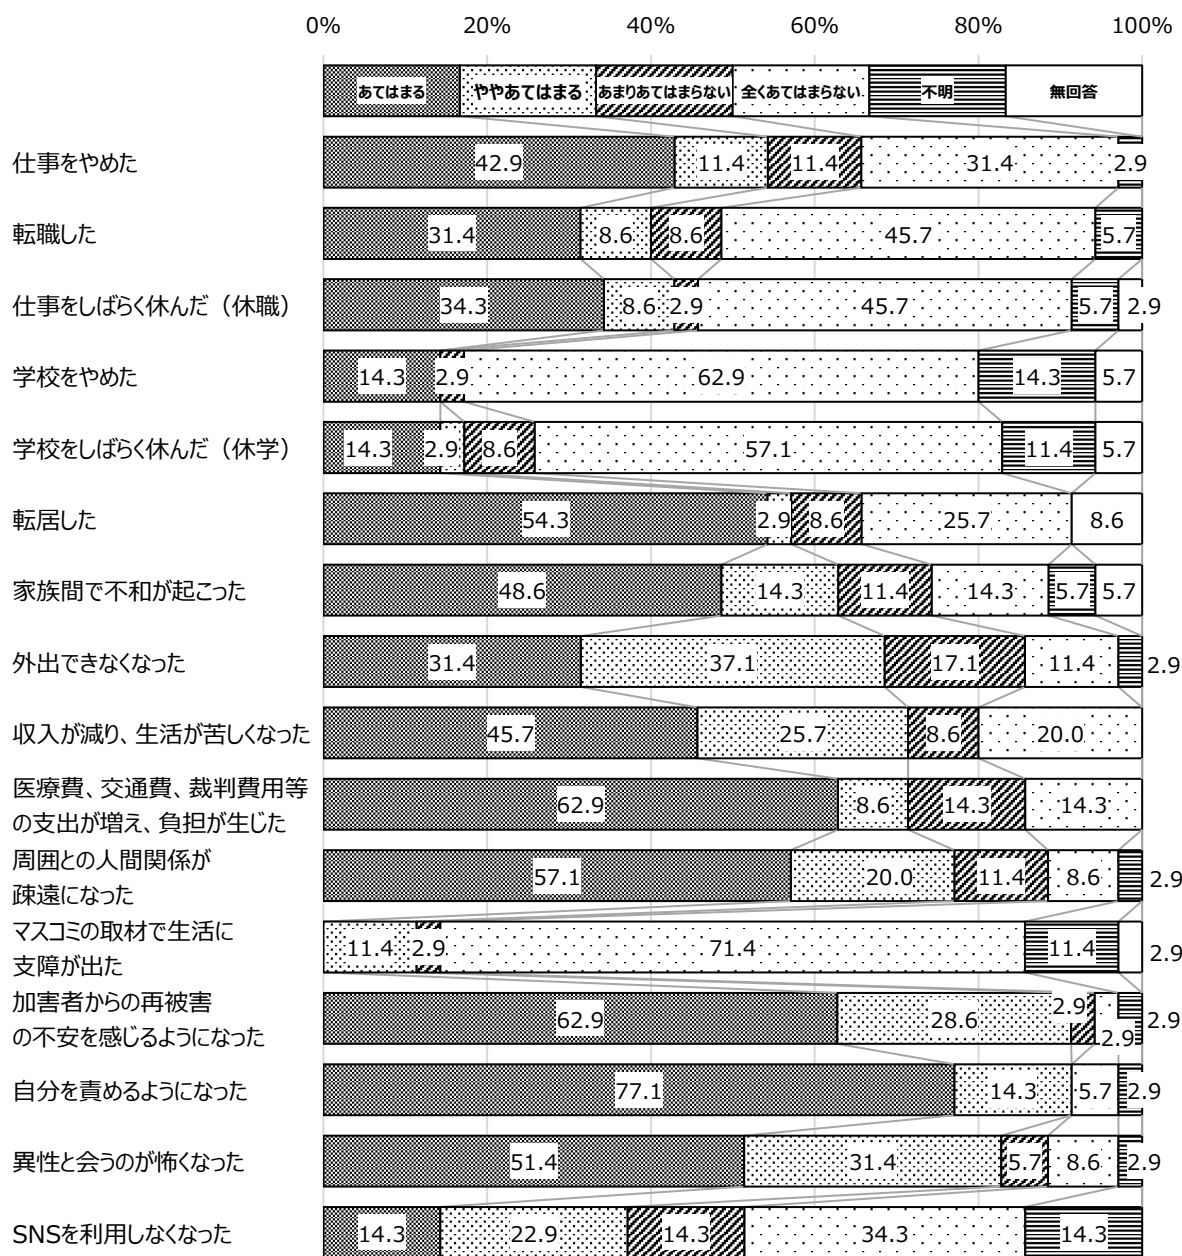 0% 20% 40% 60% 80% 100%
あてはまる ややあてはまる あまりあてはまらない 全くあてはまらない 不明 無回答
仕事をやめた 42.9 11.4 11.4 31.4 2.9
転職した 31.4 8.6 8.6 45.7 5.7
仕事をしばらく休んだ（休職） 34.3 8.6 2.9 45.7 5.7 2.9
学校をやめた 14.3 2.9 62.9 14.3 5.7
学校をしばらく休んだ（休学） 14.3 2.9 8.6 57.1 11.4 5.7
転居した 54.3 2.9 8.6 25.7 8.6
家族間で不和が起こった 48.6 14.3 11.4 14.3 5.7 5.7
外出できなくなった 31.4 37.1 17.1 11.4 2.9
収入が減り、生活が苦しくなった 45.7 25.7 8.6 20.0
医療費、交通費、裁判費用等
の支出が増え、負担が生じた 62.9 8.6 14.3 14.3
周囲との人間関係が
疎遠になった 57.1 20.0 11.4 8.6 2.9
マスコミの取材で生活に
支障が出た 11.4 2.9 71.4 11.4 2.9
加害者からの再被害
の不安を感じるようになった 62.9 28.6 2.9 2.9 2.9
自分を責めるようになった 77.1 14.3 5.7 2.9
異性と会うのが怖くなった 51.4 31.4 5.7 8.6 2.9
SNSを利用しなくなった 14.3 22.9 14.3 34.3 14.3